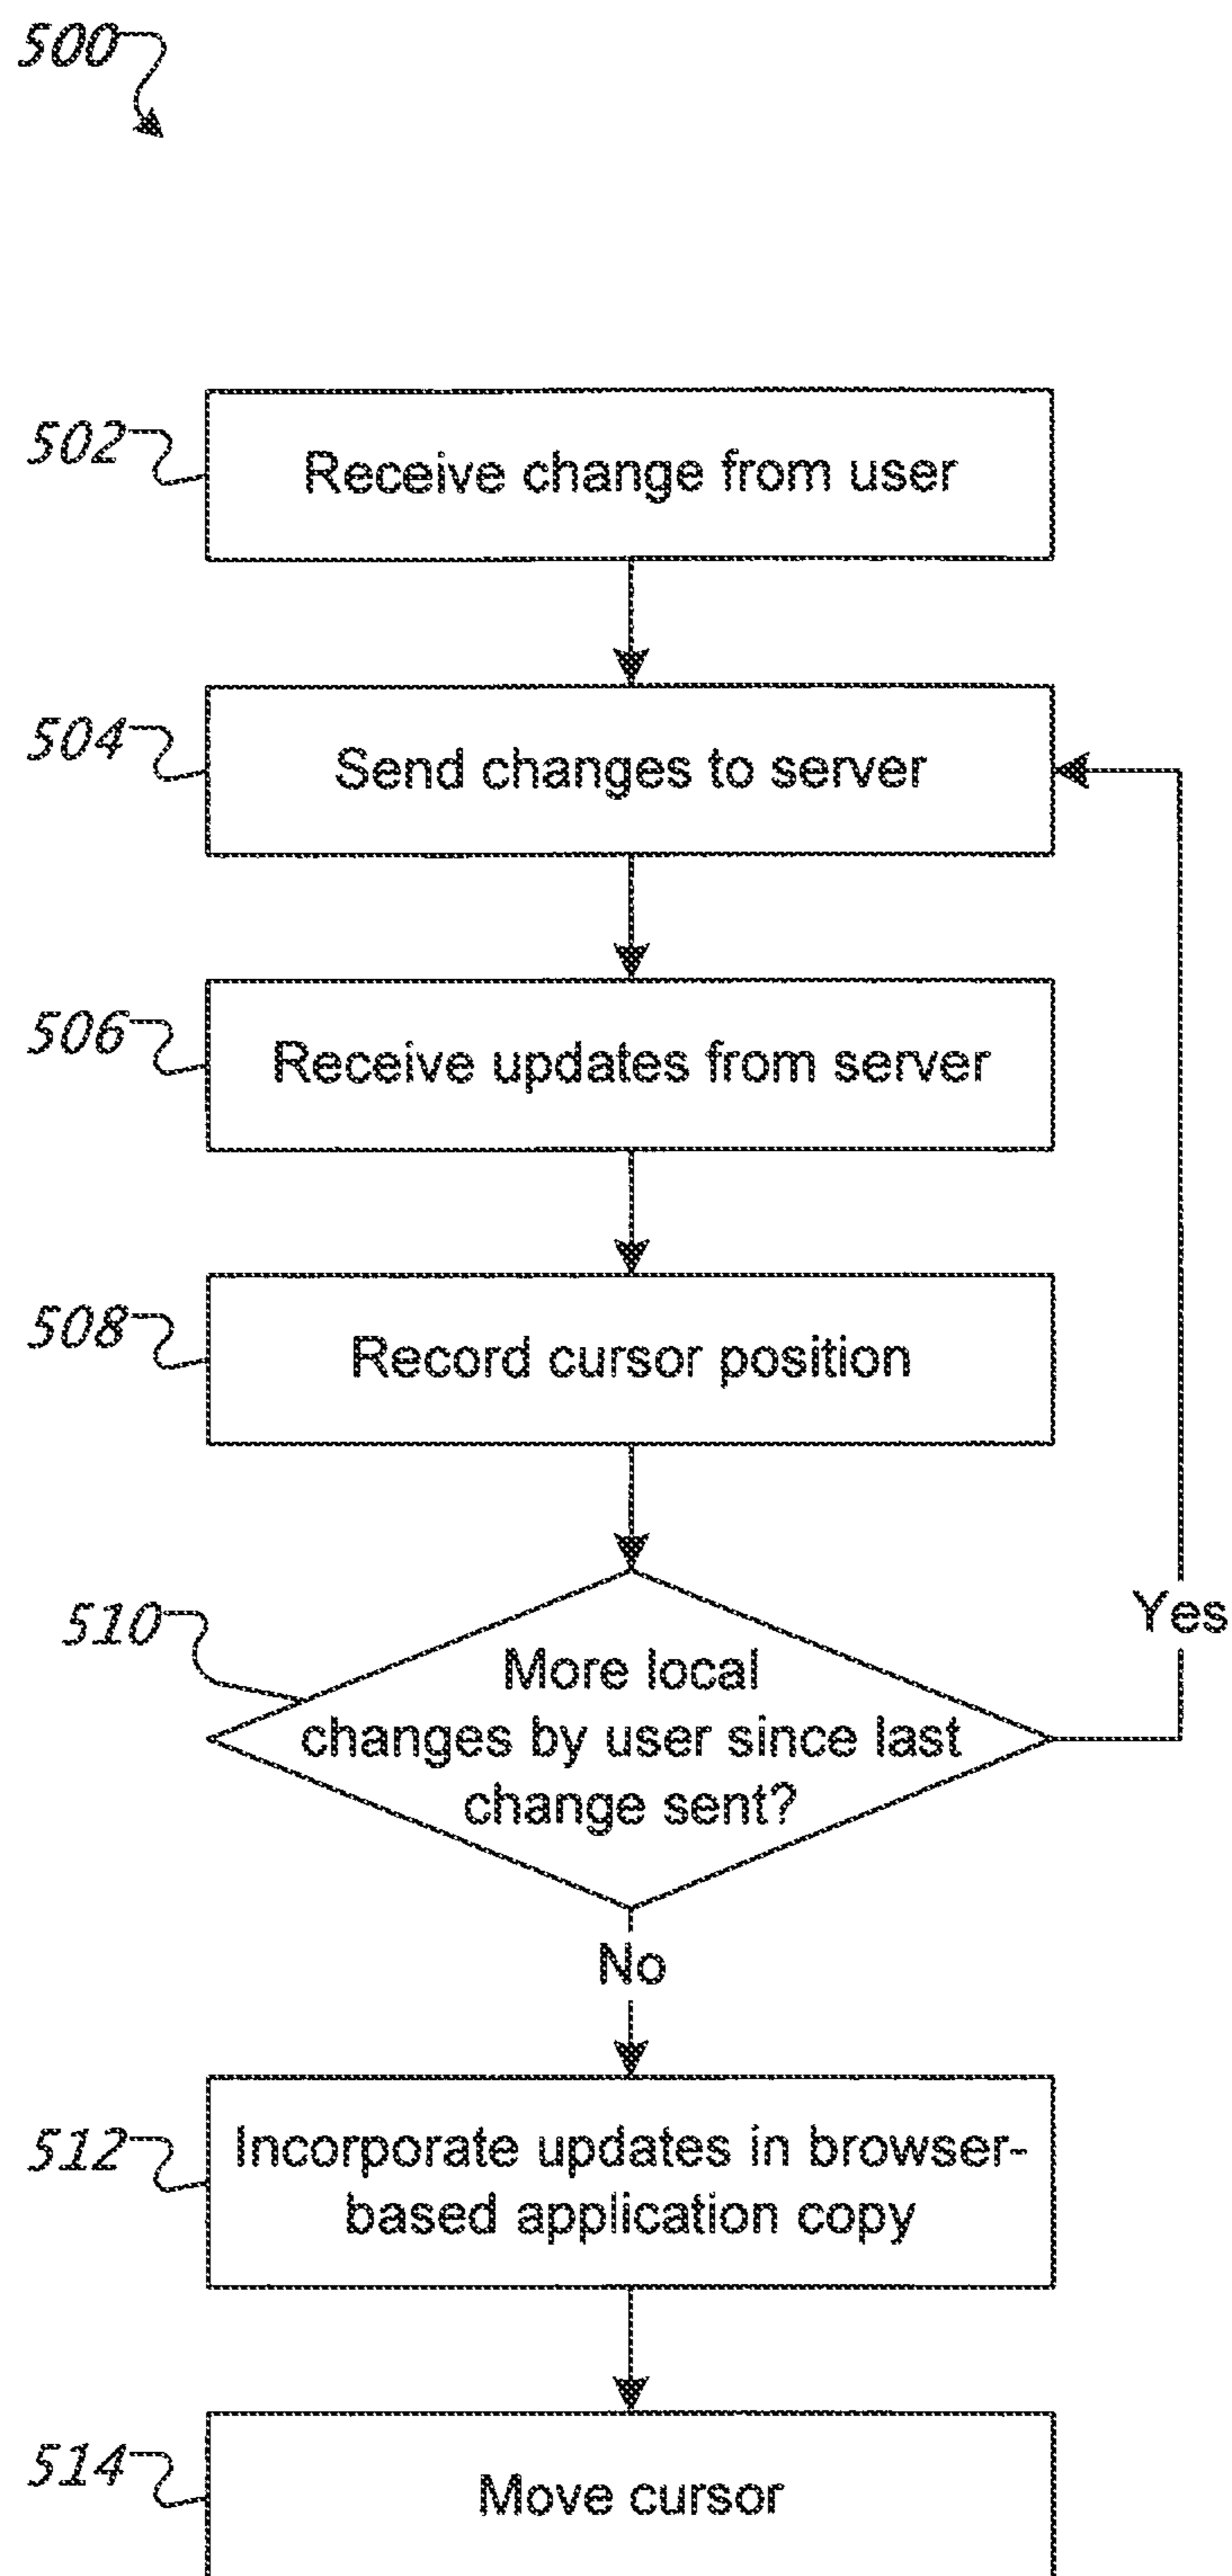 500
502
Receive change from user
504
Send changes to server
506
Receive updates from server
508
Record cursor position
510
More local
changes by user since last
change sent?
Yes
No
512
Incorporate updates in browser-
based application copy
514
Move cursor